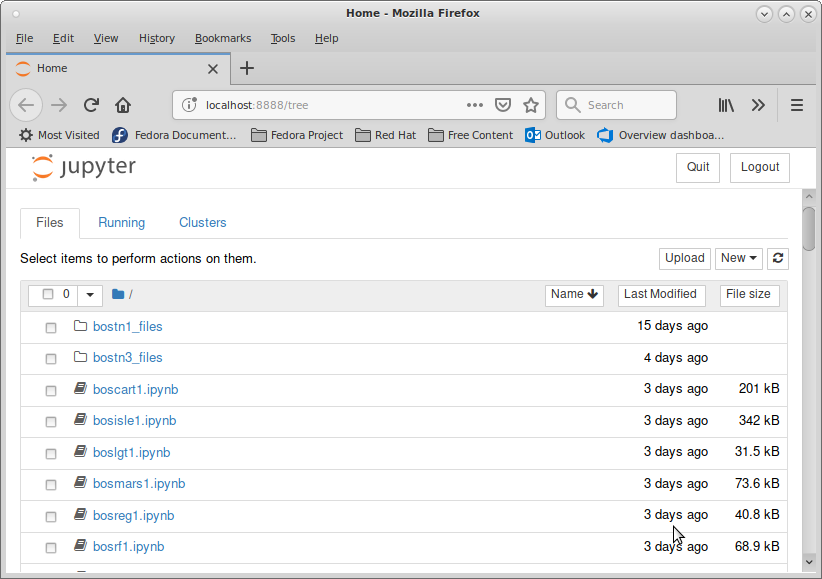 Home - Mozilla Firefox
File Edit View History Bookmarks Tools Help
Home
localhost:8888/tree Search
Most Visited Fedora Document... Fedora Project Red Hat Free Content Outlook Overview dashboa...
jupyter Quit Logout
Files Running Clusters
Select items to perform actions on them. Upload New
0 / Name Last Modified File size
bostn1_files 15 days ago
bostn3_files 4 days ago
boscart1.ipynb 3 days ago 201 kB
bosisle1.ipynb 3 days ago 342 kB
boslgt1.ipynb 3 days ago 31.5 kB
bosmars1.ipynb 3 days ago 73.6 kB
bosreg1.ipynb 3 days ago 40.8 kB
bosrf1.ipynb 3 days ago 68.9 kB